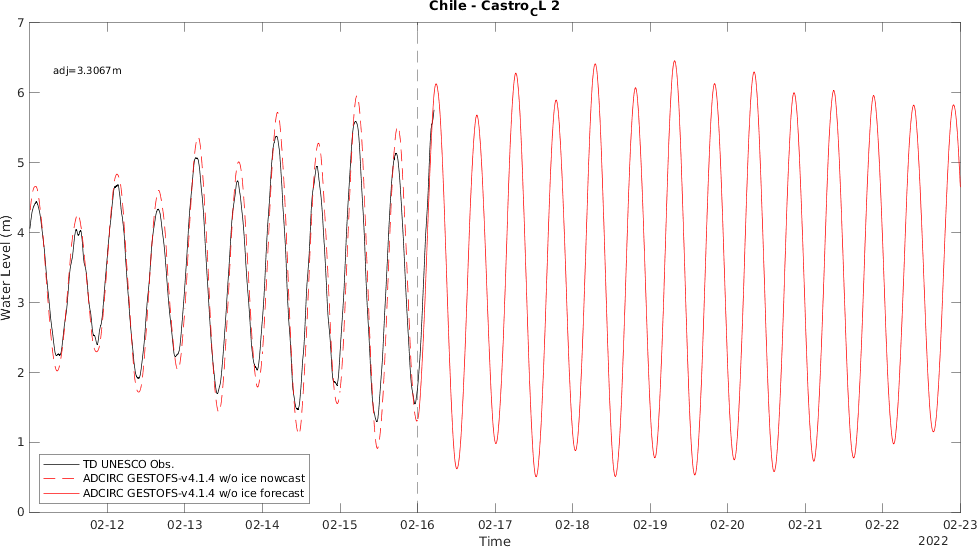 Chile - Castro_CL 2
7
6
5
4
3
2
1
0
Water Level (m)
adj=3.3067m
TD UNESCO Obs.
ADCIRC GESTOFS-v4.1.4 w/o ice nowcast
ADCIRC GESTOFS-v4.1.4 w/o ice forecast
02-12 02-13 02-14 02-15 02-16 02-17 02-18 02-19 02-20 02-21 02-22 02-23
Time
2022